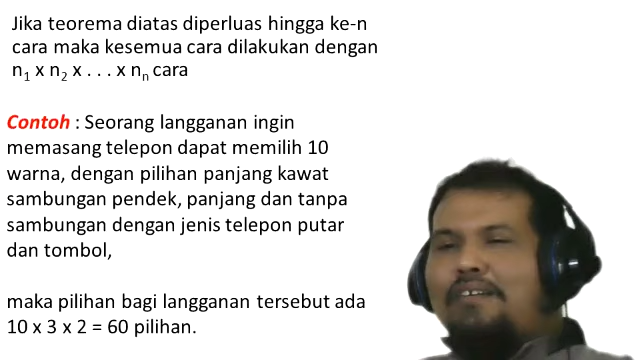 Jika teorema diatas diperluas hingga ke-n
cara maka kesemua cara dilakukan dengan
n₁ x n₂ x . . . x nₙ cara
Contoh : Seorang langganan ingin
memasang telepon dapat memilih 10
warna, dengan pilihan panjang kawat
sambungan pendek, panjang dan tanpa
sambungan dengan jenis telepon putar
dan tombol,
maka pilihan bagi langganan tersebut ada
10 x 3 x 2 = 60 pilihan.